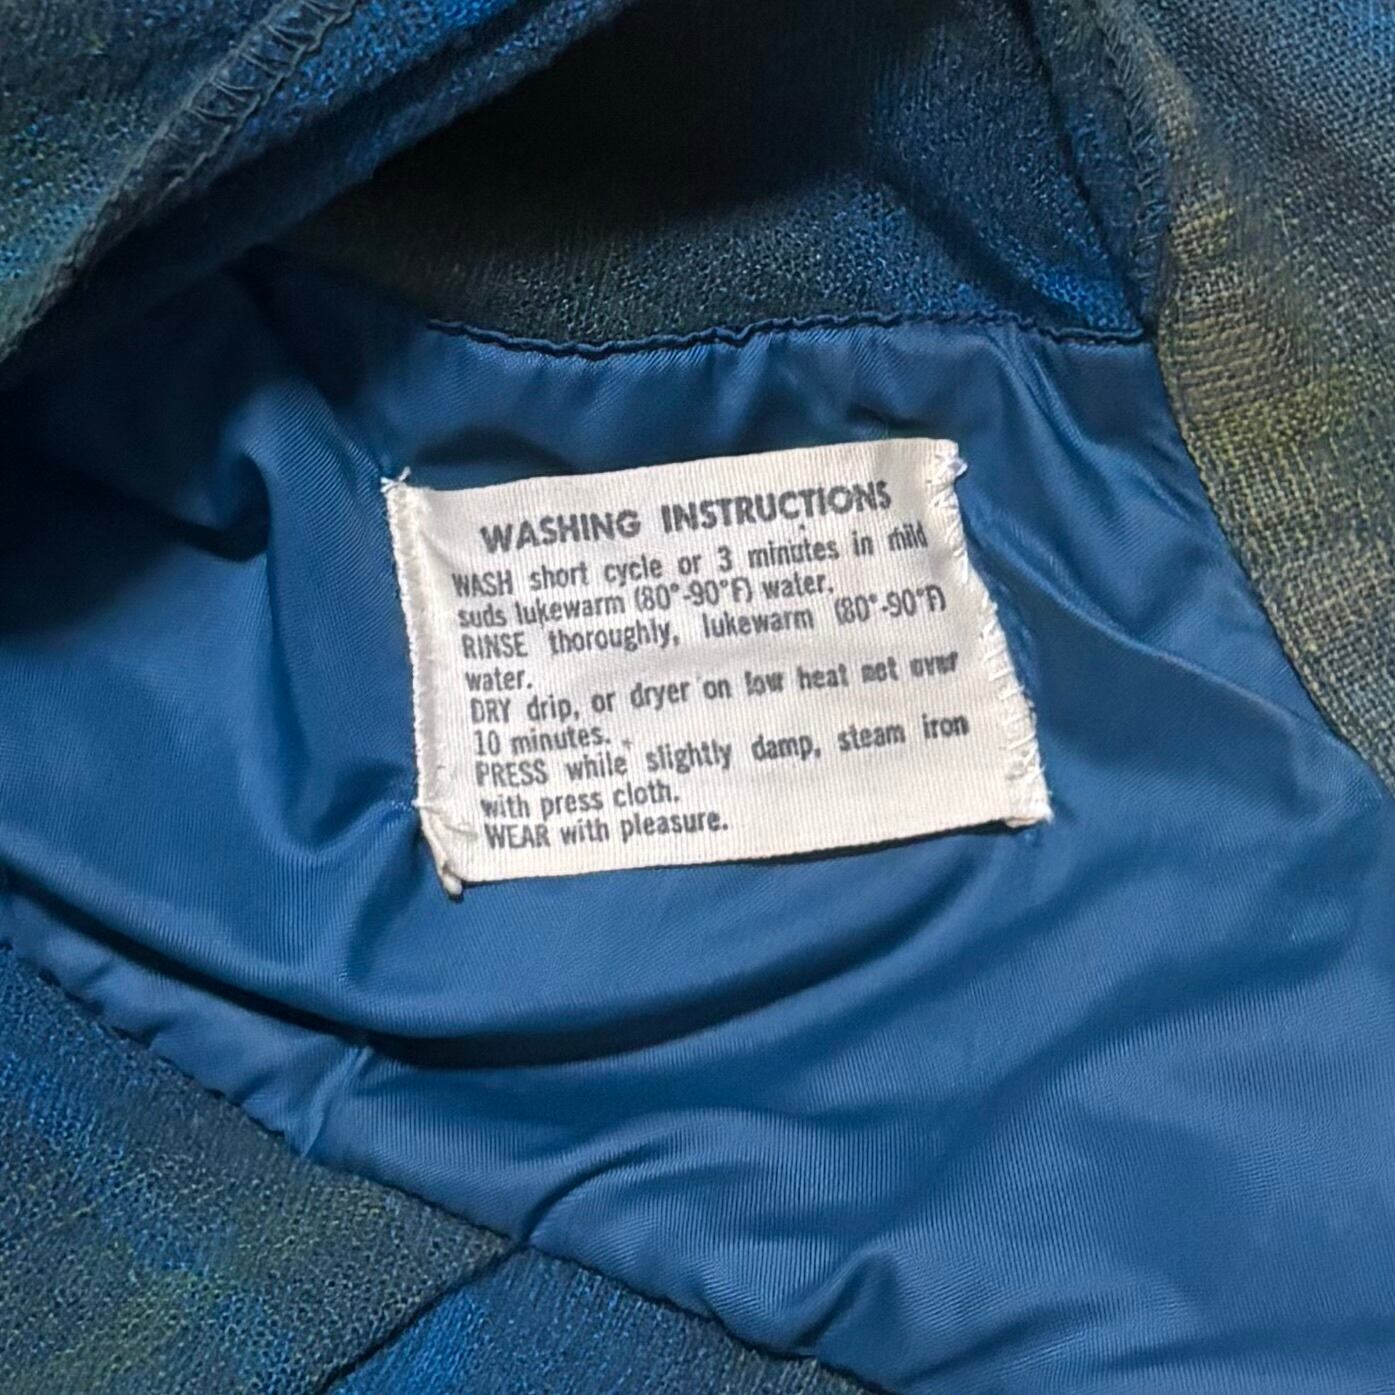 WASHING INSTRUCTIONS
WASH short cycle or 3 minutes in mild
suds lukewarm (80°-90°F) water.
RINSE thoroughly, lukewarm (80°-90°F)
water.
DRY drip, or dryer on low heat not over
10 minutes.
PRESS while slightly damp, steam iron
with press cloth.
WEAR with pleasure.